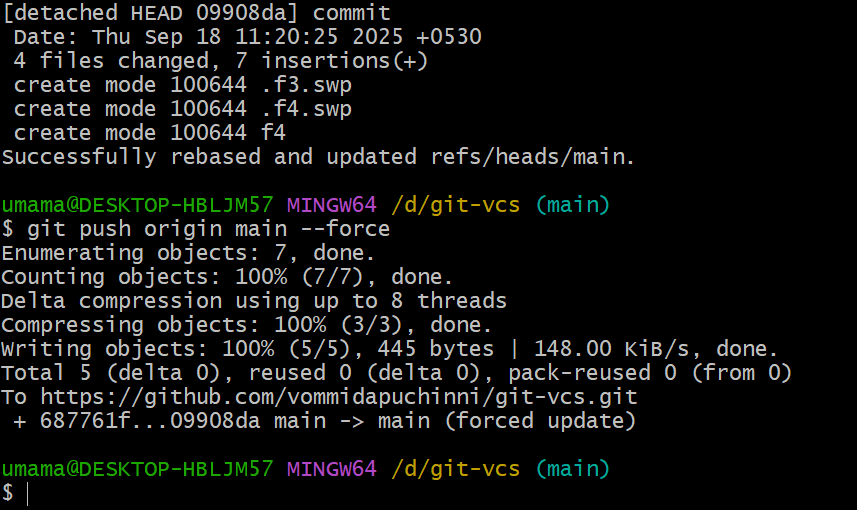 [detached HEAD 09908da] commit
 Date: Thu Sep 18 11:20:25 2025 +0530
 4 files changed, 7 insertions(+)
 create mode 100644 .f3.swp
 create mode 100644 .f4.swp
 create mode 100644 f4
Successfully rebased and updated refs/heads/main.

umama@DESKTOP-HBLJM57 MINGW64 /d/git-vcs (main)
$ git push origin main --force
Enumerating objects: 7, done.
Counting objects: 100% (7/7), done.
Delta compression using up to 8 threads
Compressing objects: 100% (3/3), done.
Writing objects: 100% (5/5), 445 bytes | 148.00 KiB/s, done.
Total 5 (delta 0), reused 0 (delta 0), pack-reused 0 (from 0)
To https://github.com/vommidapuchinni/git-vcs.git
 + 687761f...09908da main -> main (forced update)

umama@DESKTOP-HBLJM57 MINGW64 /d/git-vcs (main)
$